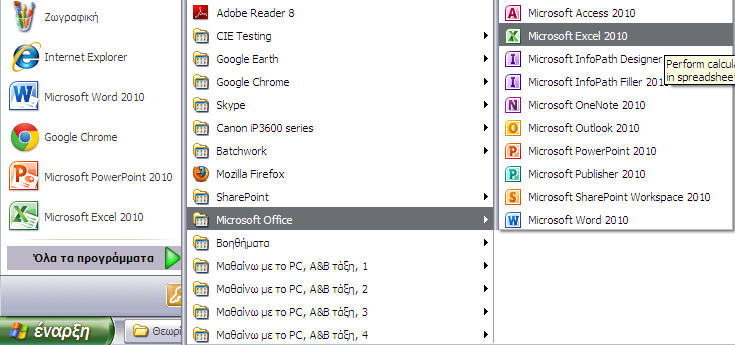 Ζωγραφική
Internet Explorer
Microsoft Word 2010
Google Chrome
Microsoft PowerPoint 2010
Microsoft Excel 2010
Όλα τα προγράμματα
έναρξη
Θεωρί
Adobe Reader 8
CIE Testing
Google Earth
Google Chrome
Skype
Canon iP3600 series
Batchwork
Mozilla Firefox
SharePoint
Microsoft Office
Βοηθήματα
Μαθαίνω με το PC, Α&Β τάξη, 1
Μαθαίνω με το PC, Α&Β τάξη, 2
Μαθαίνω με το PC, Α&Β τάξη, 3
Μαθαίνω με το PC, Α&Β τάξη, 4
Microsoft Access 2010
Microsoft Excel 2010
Microsoft InfoPath Designer
Microsoft InfoPath Filler 2010
Microsoft OneNote 2010
Microsoft Outlook 2010
Microsoft PowerPoint 2010
Microsoft Publisher 2010
Microsoft SharePoint Workspace 2010
Microsoft Word 2010
Perform calcula
in spreadsheet